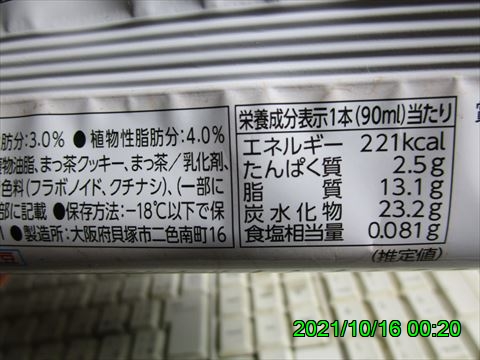 肪分:3.0% ●植物性脂肪分:4.0%
物油脂、まっ茶クッキー、まっ茶／乳化剤、
色料(フラボノイド、クチナシ)、(一部に
部に記載 ●保存方法:-18℃以下で保
●製造所:大阪府貝塚市二色南町16
栄養成分表示1本(90ml)当たり
エネルギー 221kcal
たんぱく質 2.5g
脂質 13.1g
炭水化物 23.2g
食塩相当量 0.081g
(推定値)
2021/10/16 00:20